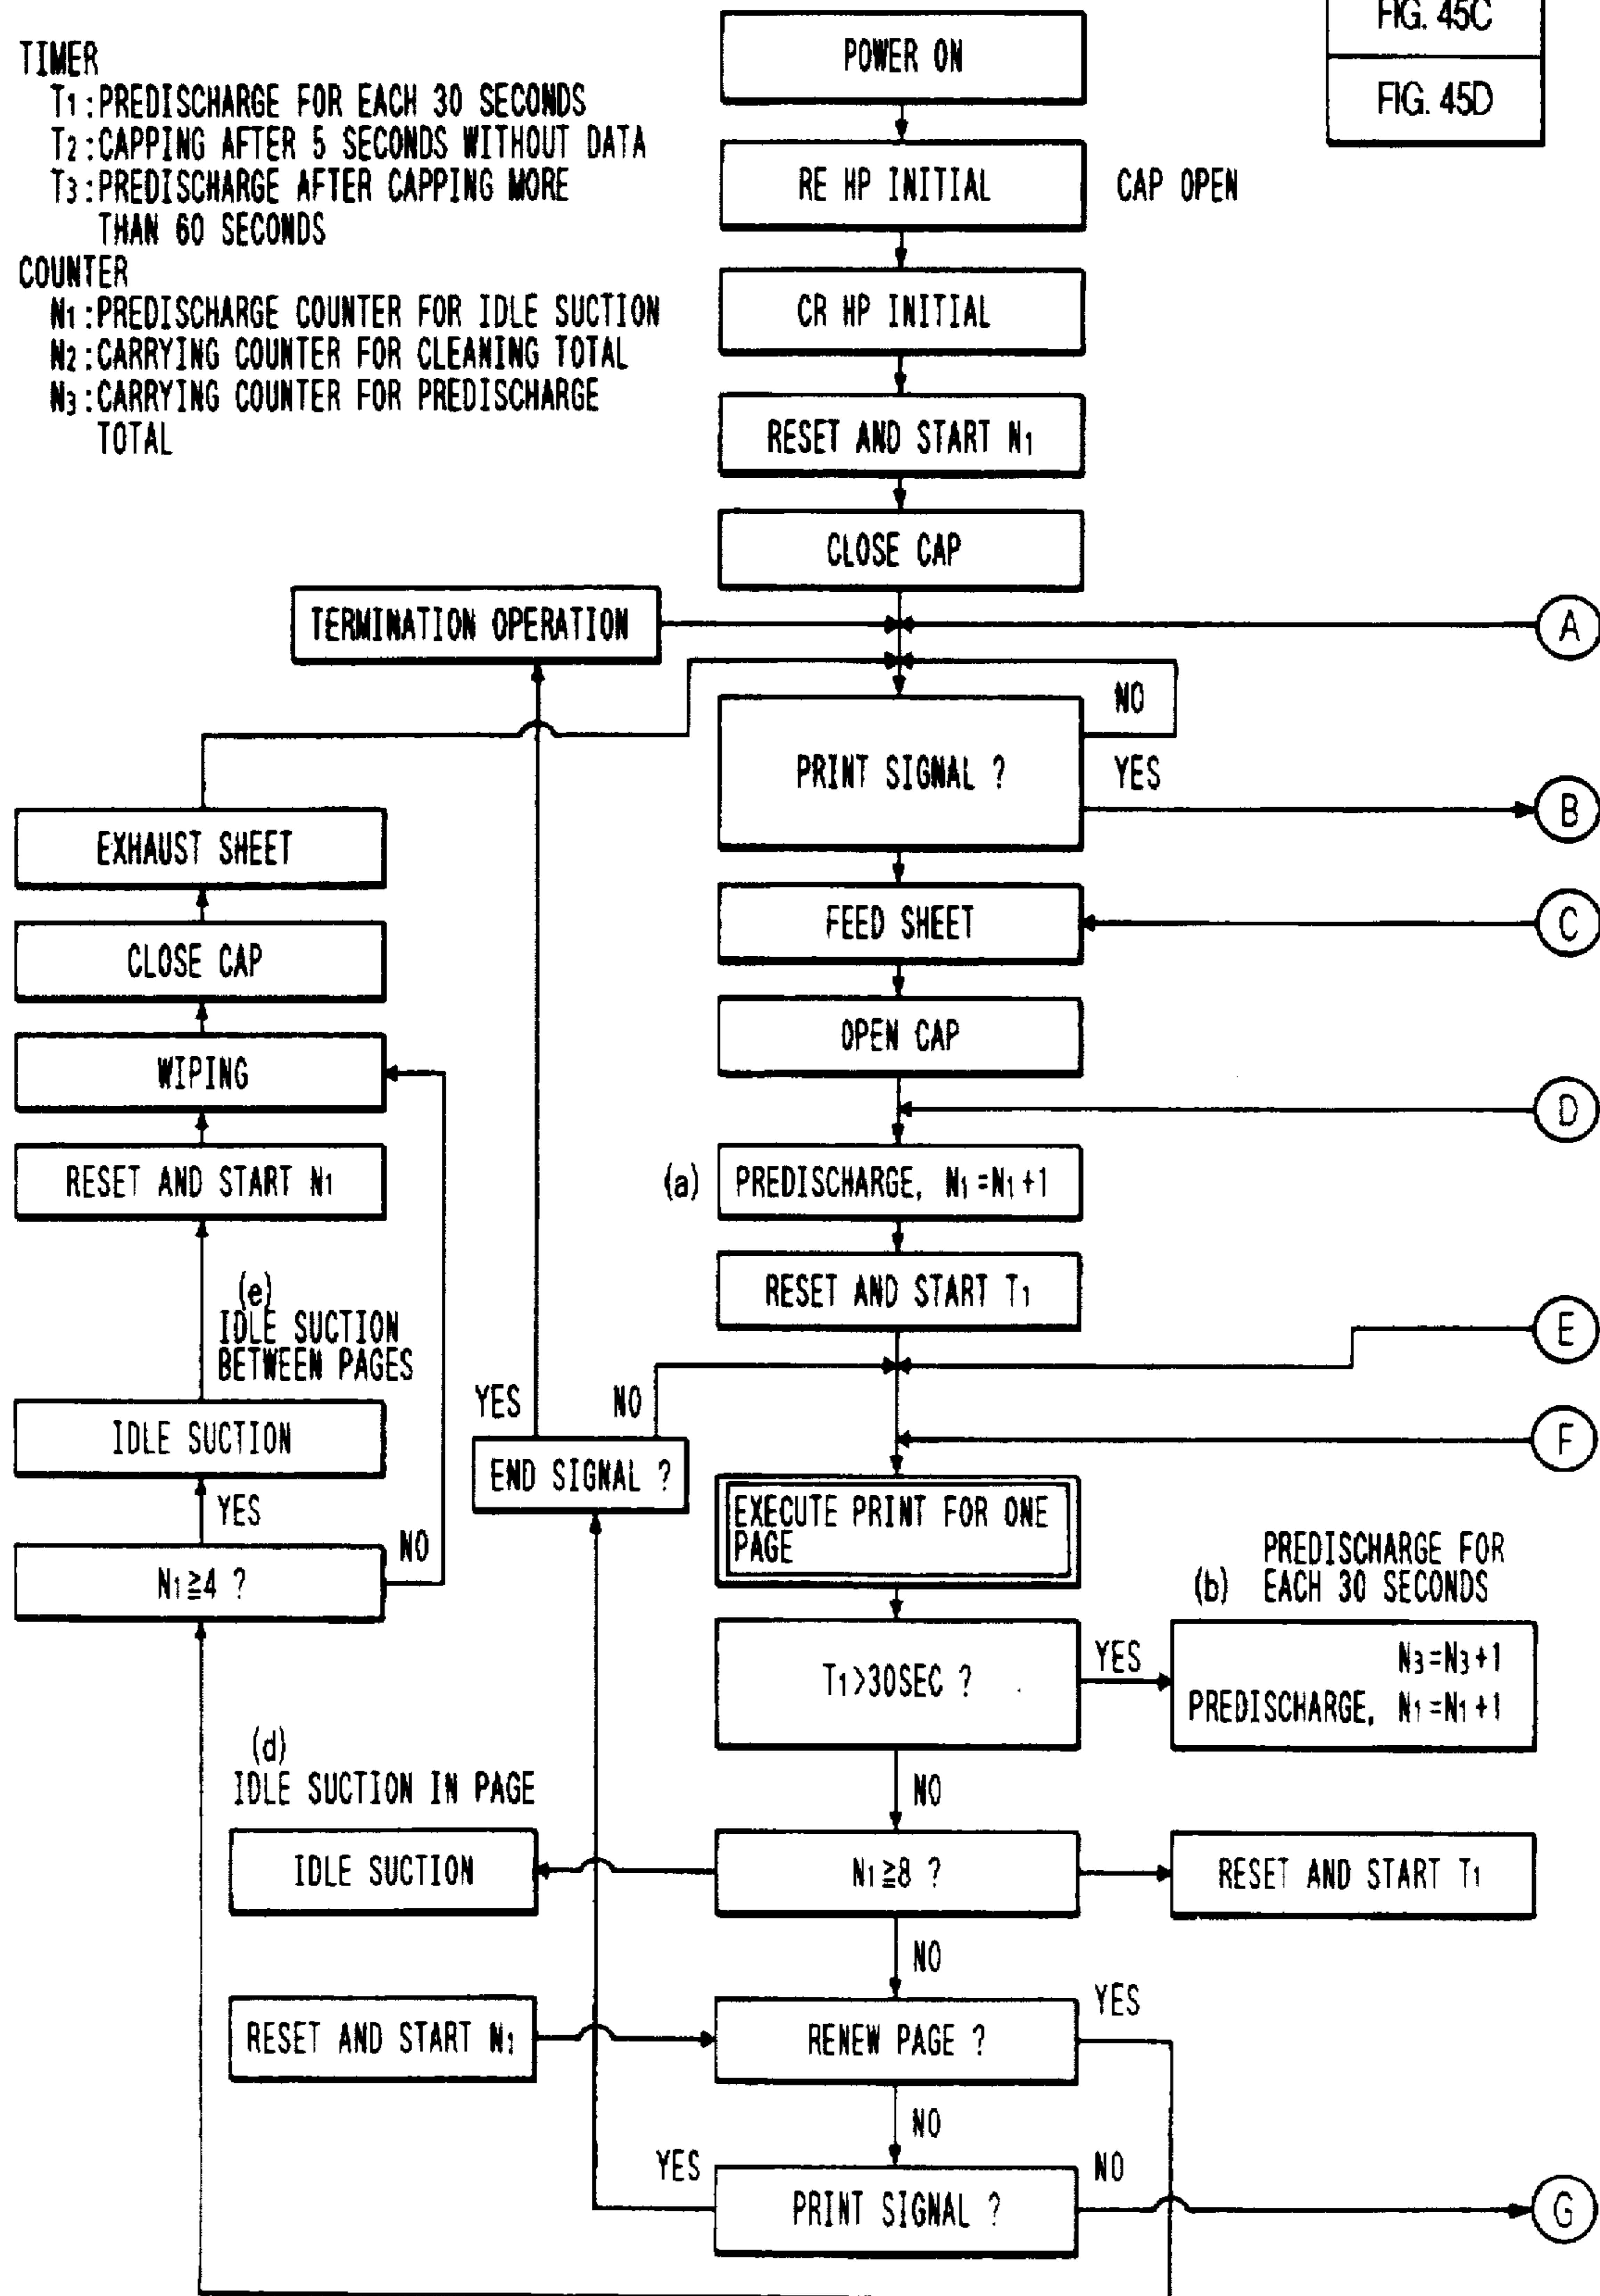 FIG. 45C
FIG. 45D
TIMER
T1:PREDISCHARGE FOR EACH 30 SECONDS
T2:CAPPING AFTER 5 SECONDS WITHOUT DATA
T3:PREDISCHARGE AFTER CAPPING MORE
THAN 60 SECONDS
COUNTER
N1:PREDISCHARGE COUNTER FOR IDLE SUCTION
N2:CARRYING COUNTER FOR CLEANING TOTAL
N3:CARRYING COUNTER FOR PREDISCHARGE
TOTAL
POWER ON
RE HP INITIAL
CAP OPEN
CR HP INITIAL
RESET AND START N1
CLOSE CAP
TERMINATION OPERATION
A
NO
PRINT SIGNAL ?
YES
B
EXHAUST SHEET
FEED SHEET
C
CLOSE CAP
OPEN CAP
WIPING
D
RESET AND START N1
(a)
PREDISCHARGE, N1=N1+1
RESET AND START T1
(e)
IDLE SUCTION
BETWEEN PAGES
E
YES
NO
IDLE SUCTION
F
END SIGNAL ?
YES
EXECUTE PRINT FOR ONE
PAGE
NO
N1≧4 ?
(b)
PREDISCHARGE FOR
EACH 30 SECONDS
T1>30SEC ?
YES
N3=N3+1
PREDISCHARGE, N1=N1+1
(d)
IDLE SUCTION IN PAGE
NO
IDLE SUCTION
N1≧8 ?
RESET AND START T1
NO
YES
RESET AND START N1
RENEW PAGE ?
NO
YES
PRINT SIGNAL ?
NO
G